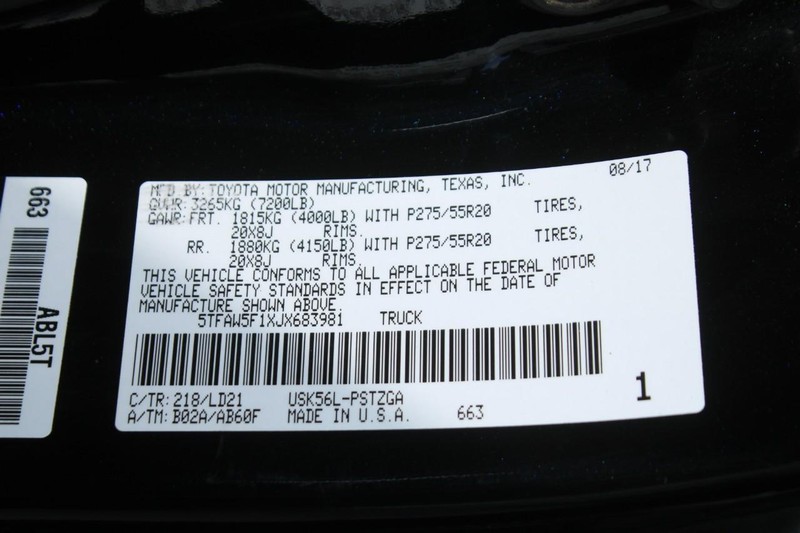 MFD.BY:TOYOTA MOTOR MANUFACTURING, TEXAS, INC. 08/17
GVWR:3265KG (7200LB)
GAWR:FRT. 1815KG (4000LB) WITH P275/55R20 TIRES,
20X8J RIMS.
RR. 1880KG (4150LB) WITH P275/55R20 TIRES,
20X8J RIMS.
THIS VEHICLE CONFORMS TO ALL APPLICABLE FEDERAL MOTOR
VEHICLE SAFETY STANDARDS IN EFFECT ON THE DATE OF
MANUFACTURE SHOWN ABOVE.
5TFAW5F1XJX683981 TRUCK
C/TR:218/LD21 USK56L-PSTZGA
A/TM:B02A/AB60F MADE IN U.S.A. 663
1
663
ABL5T